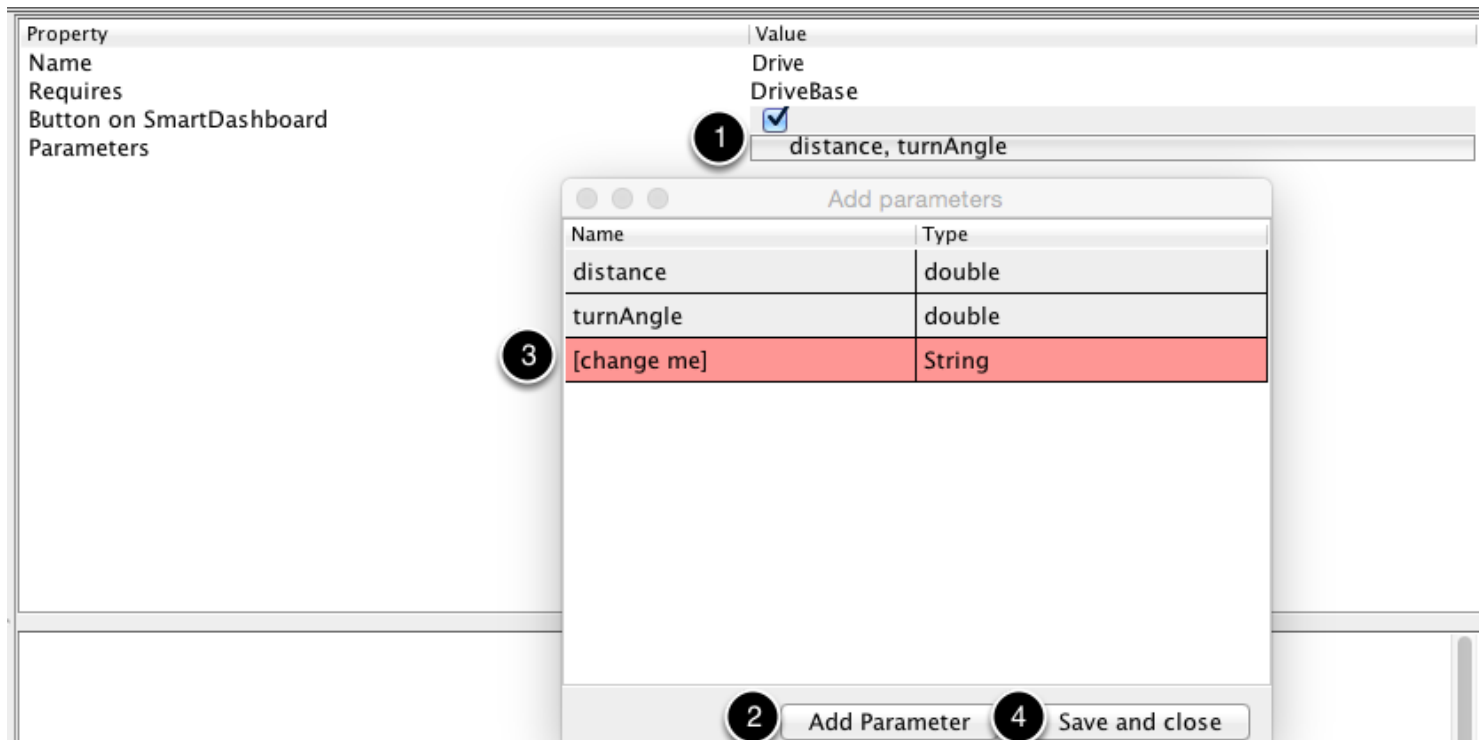 Property Value
Name Drive
Requires DriveBase
Button on SmartDashboard
1
Parameters distance, turnAngle
Add parameters
Name Type
distance double
turnAngle double
3
[change me] String
2 Add Parameter 4 Save and close